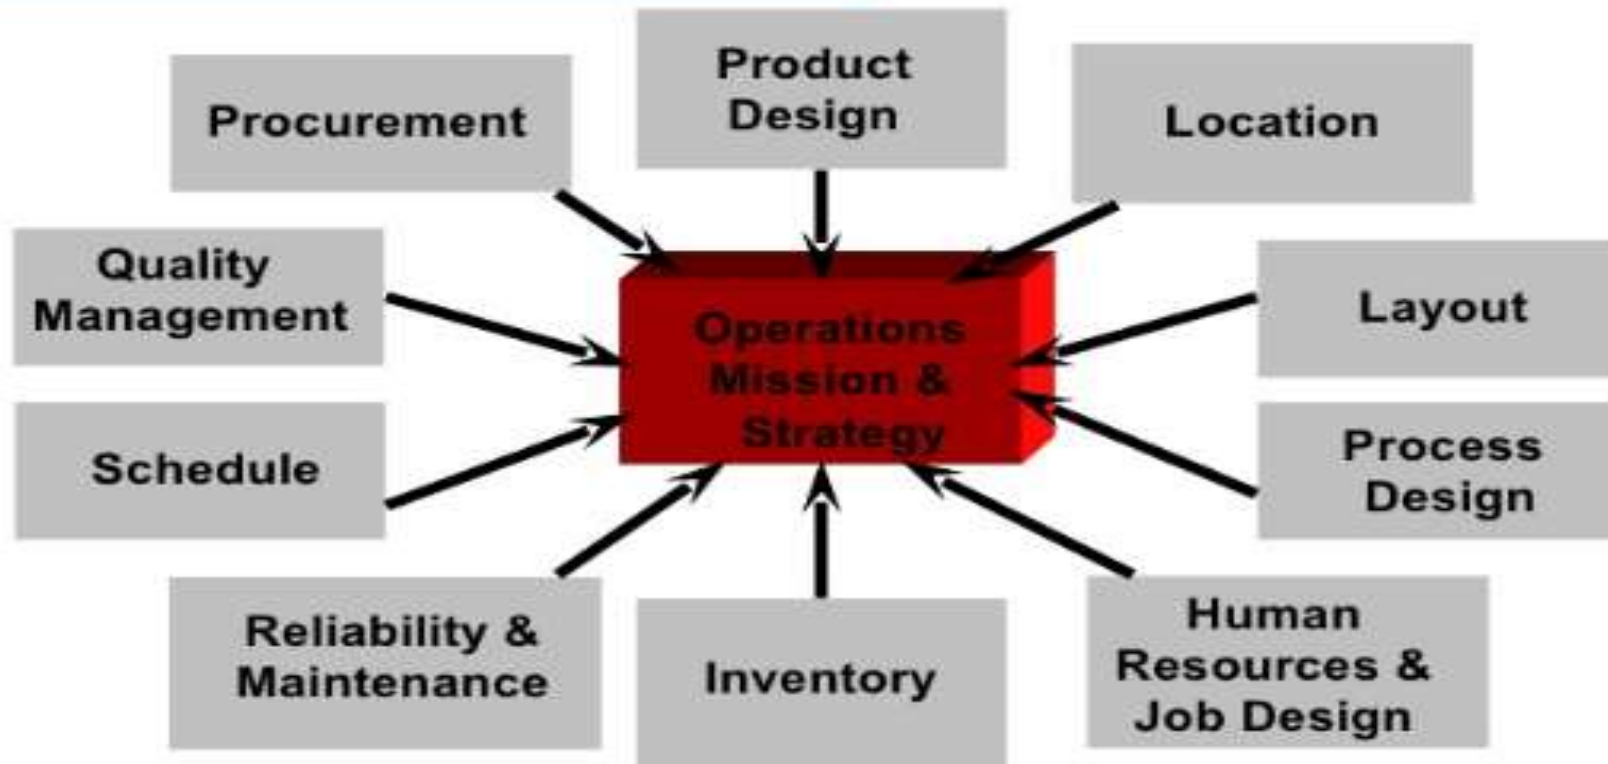 Product
Design
Procurement
Location
Quality
Management
Operations
Mission &
Strategy
Layout
Schedule
Process
Design
Reliability &
Maintenance
Inventory
Human
Resources &
Job Design